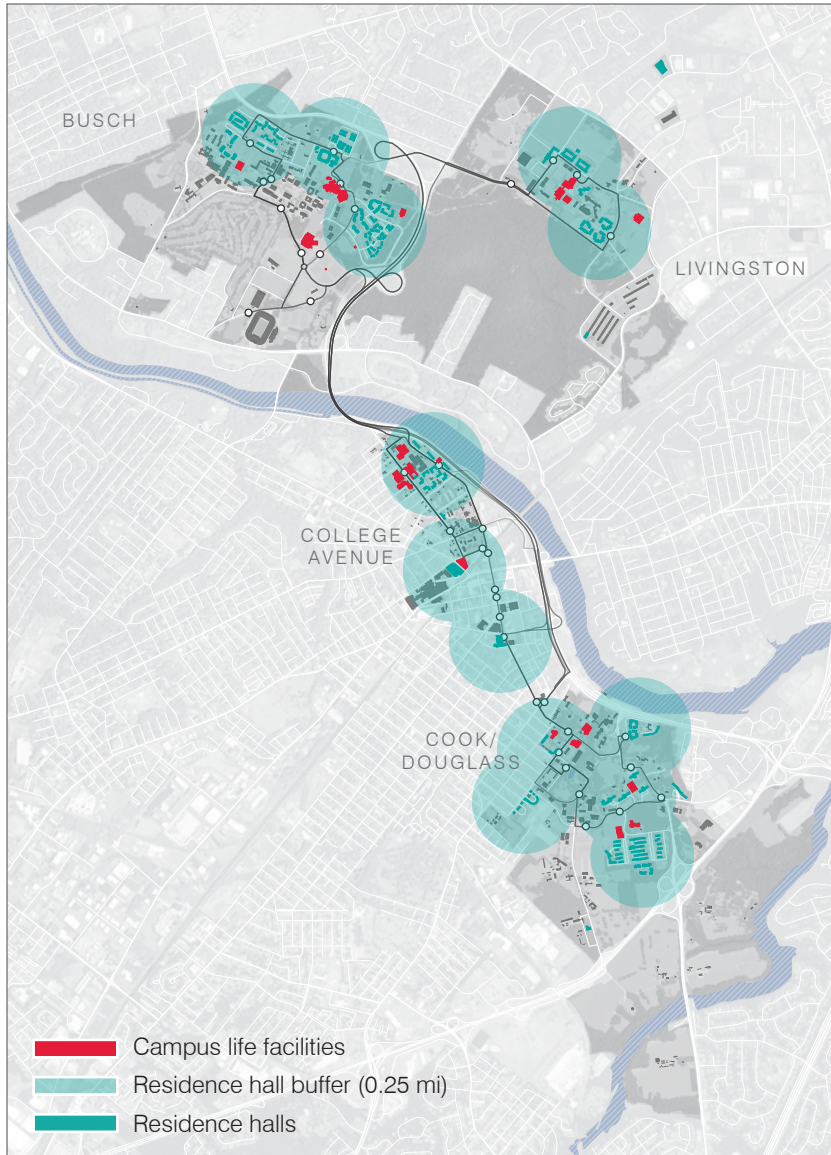 BUSCH
LIVINGSTON
COLLEGE
AVENUE
COOK/
DOUGLASS
Campus life facilities
Residence hall buffer (0.25 mi)
Residence halls